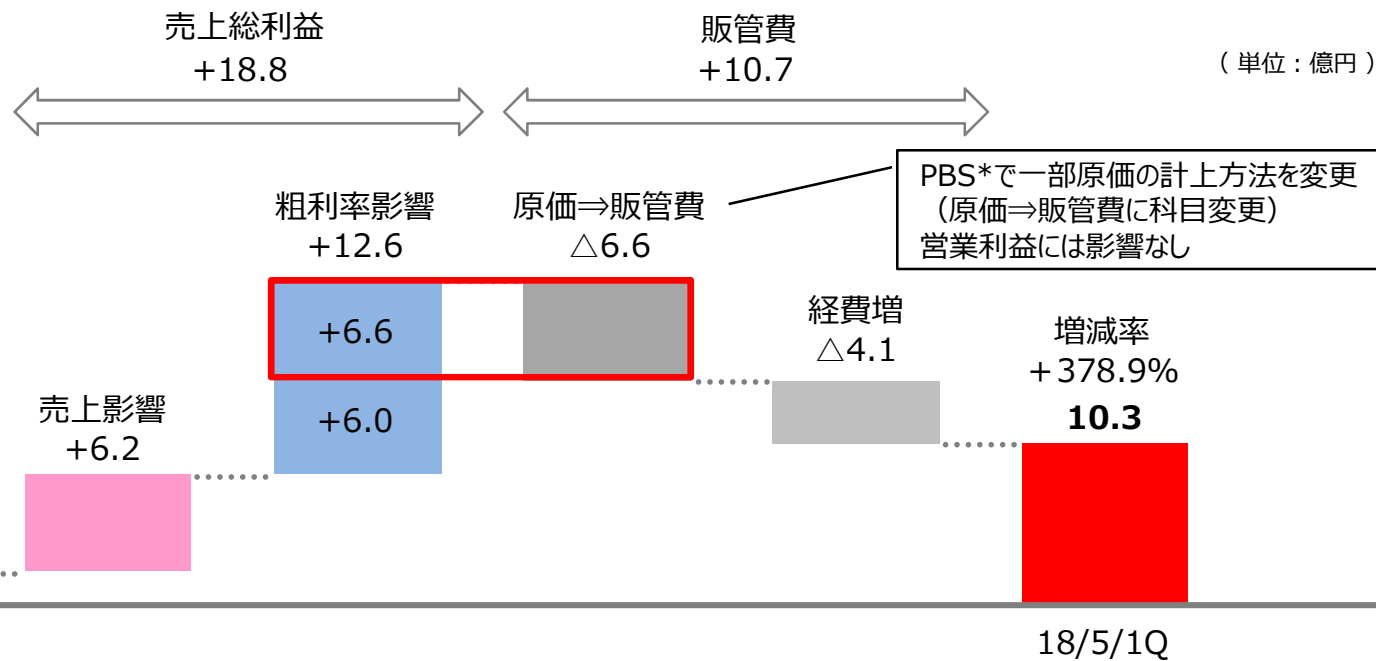 売上総利益
+18.8
販管費
+10.7
（単位：億円）
PBS*で一部原価の計上方法を変更
（原価⇒販管費に科目変更）
営業利益には影響なし
粗利率影響
+12.6
原価⇒販管費
△6.6
+6.6
+6.0
経費増
△4.1
増減率
+378.9%
10.3
売上影響
+6.2
18/5/1Q